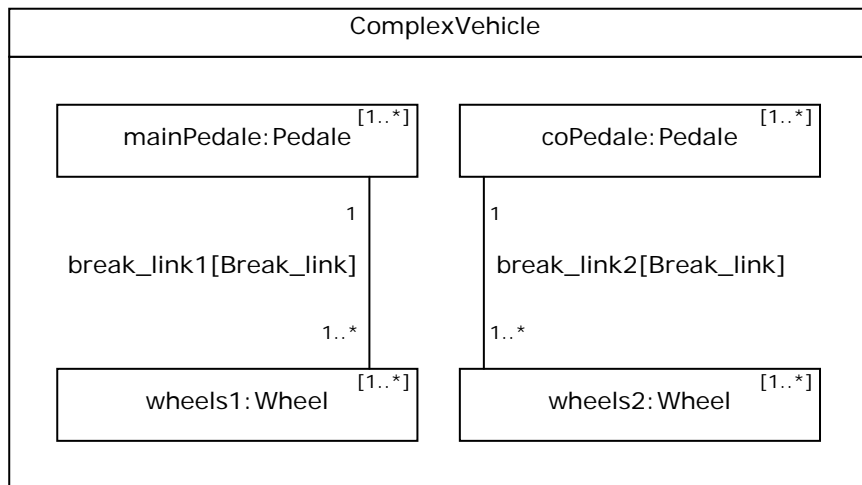 ComplexVehicle
[1..*]
mainPedale:Pedale
[1..*]
coPedale:Pedale
1
1
break_link1[Break_link]
break_link2[Break_link]
1..*
1..*
[1..*]
wheels1:Wheel
[1..*]
wheels2:Wheel